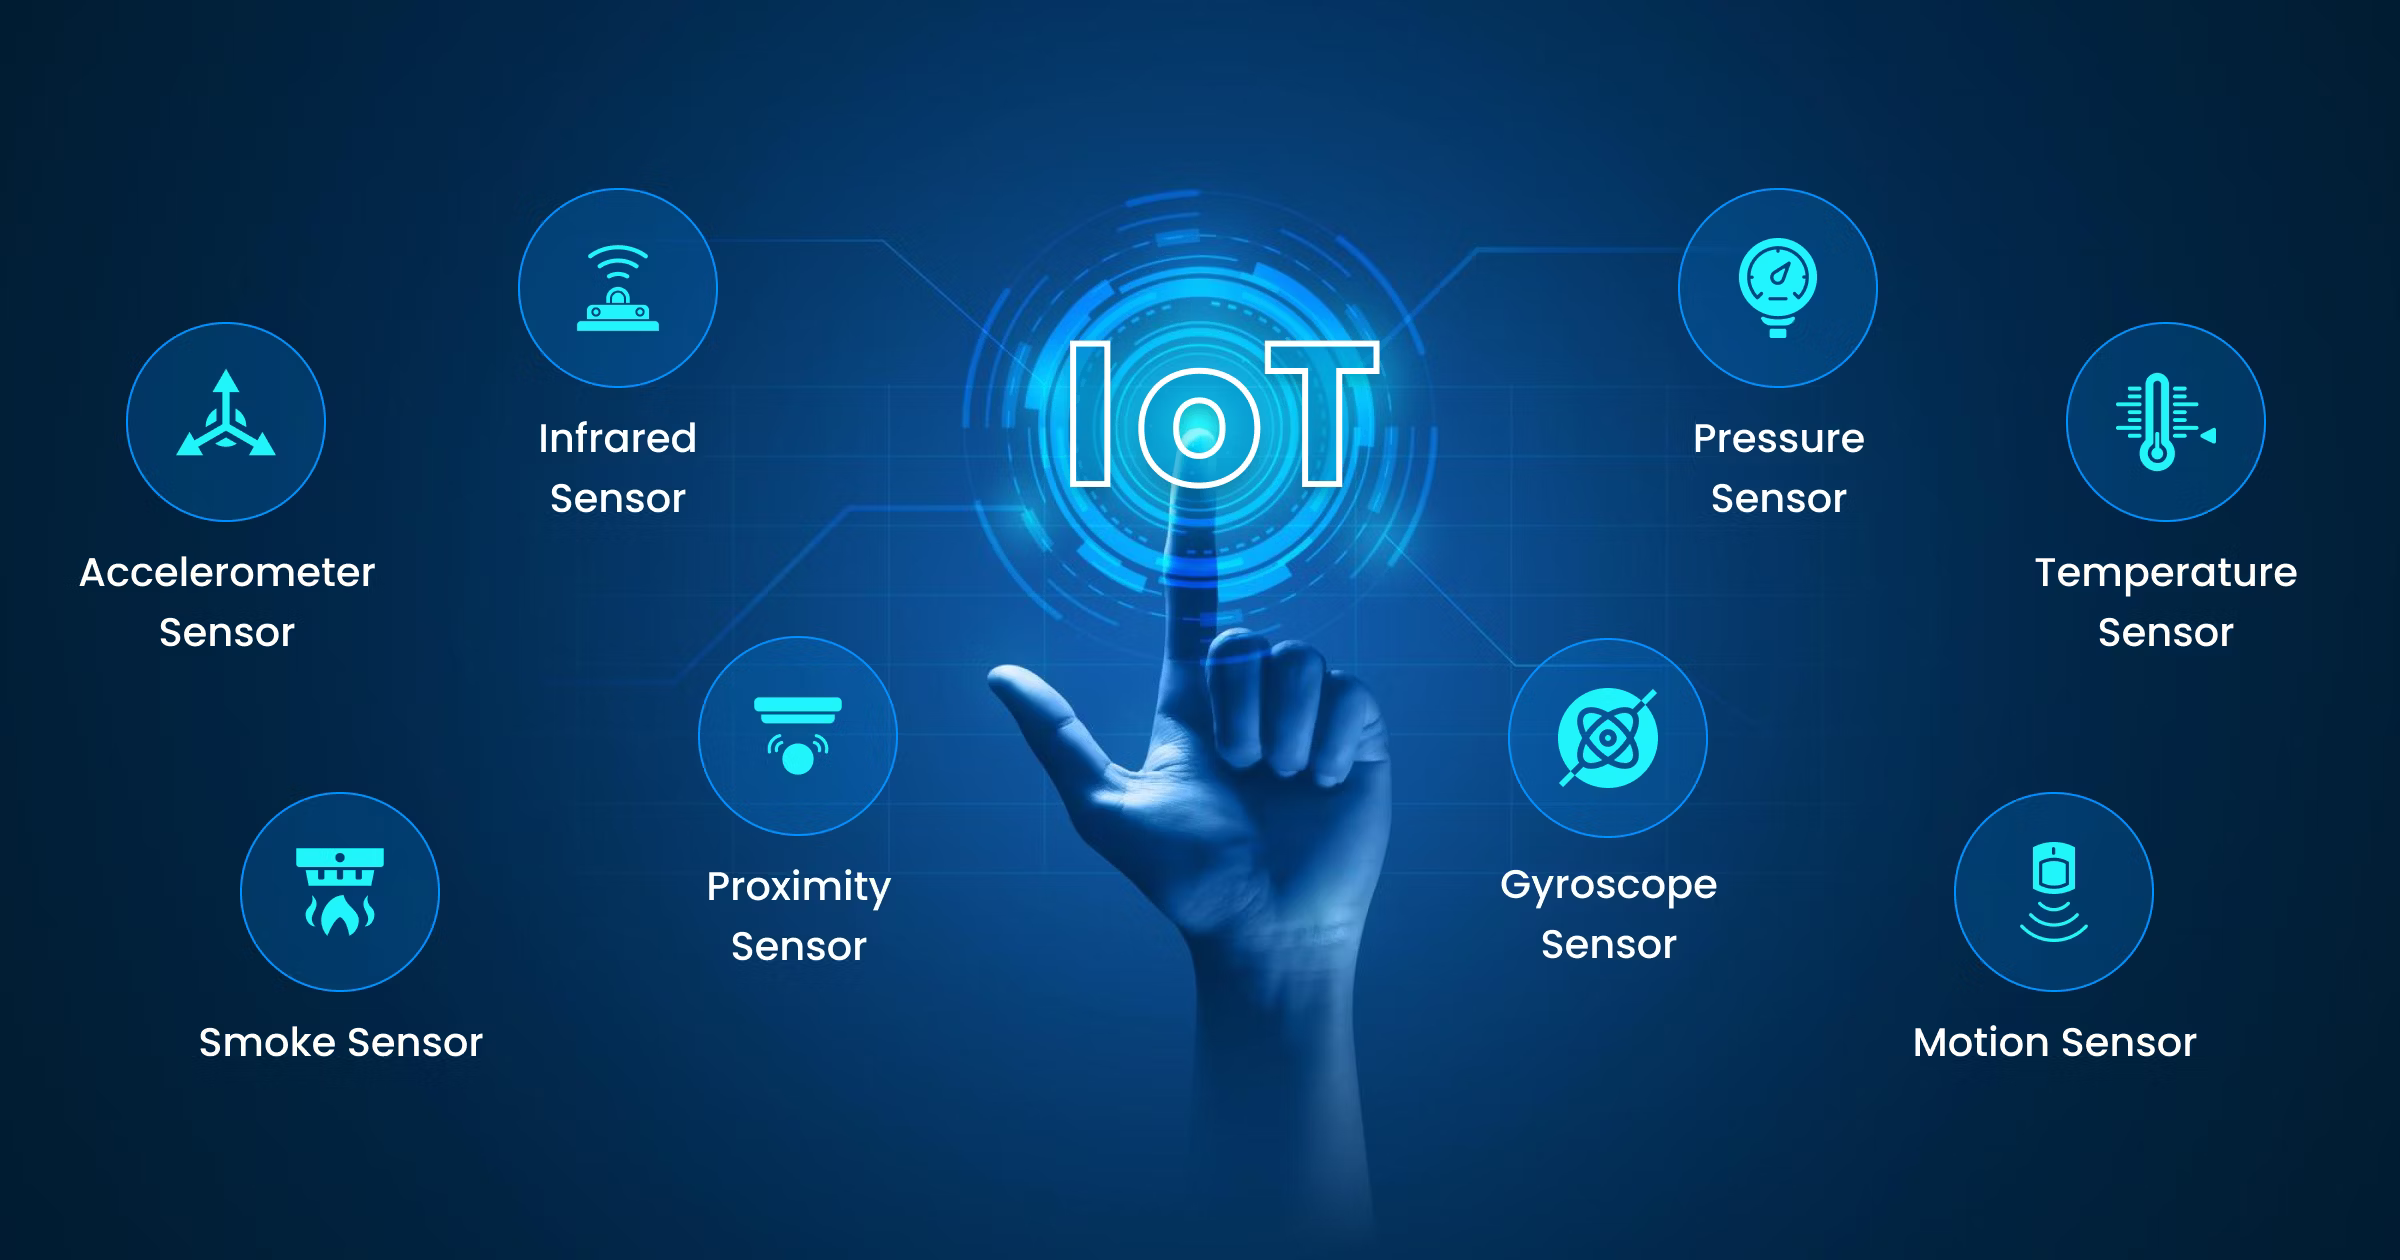 IoT
Infrared
Sensor
Pressure
Sensor
Accelerometer
Sensor
Temperature
Sensor
Proximity
Sensor
Gyroscope
Sensor
Smoke Sensor
Motion Sensor